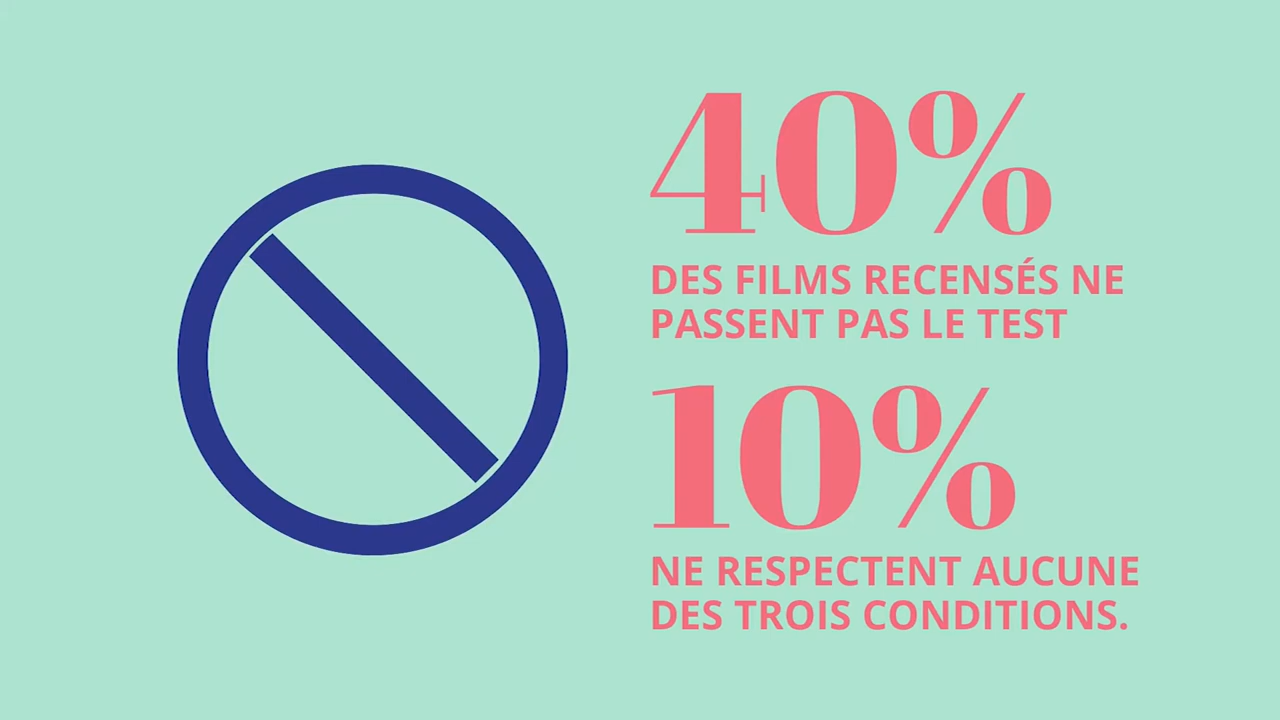 40%
DES FILMS RECENSÉS NE
PASSENT PAS LE TEST
10%
NE RESPECTENT AUCUNE
DES TROIS CONDITIONS.